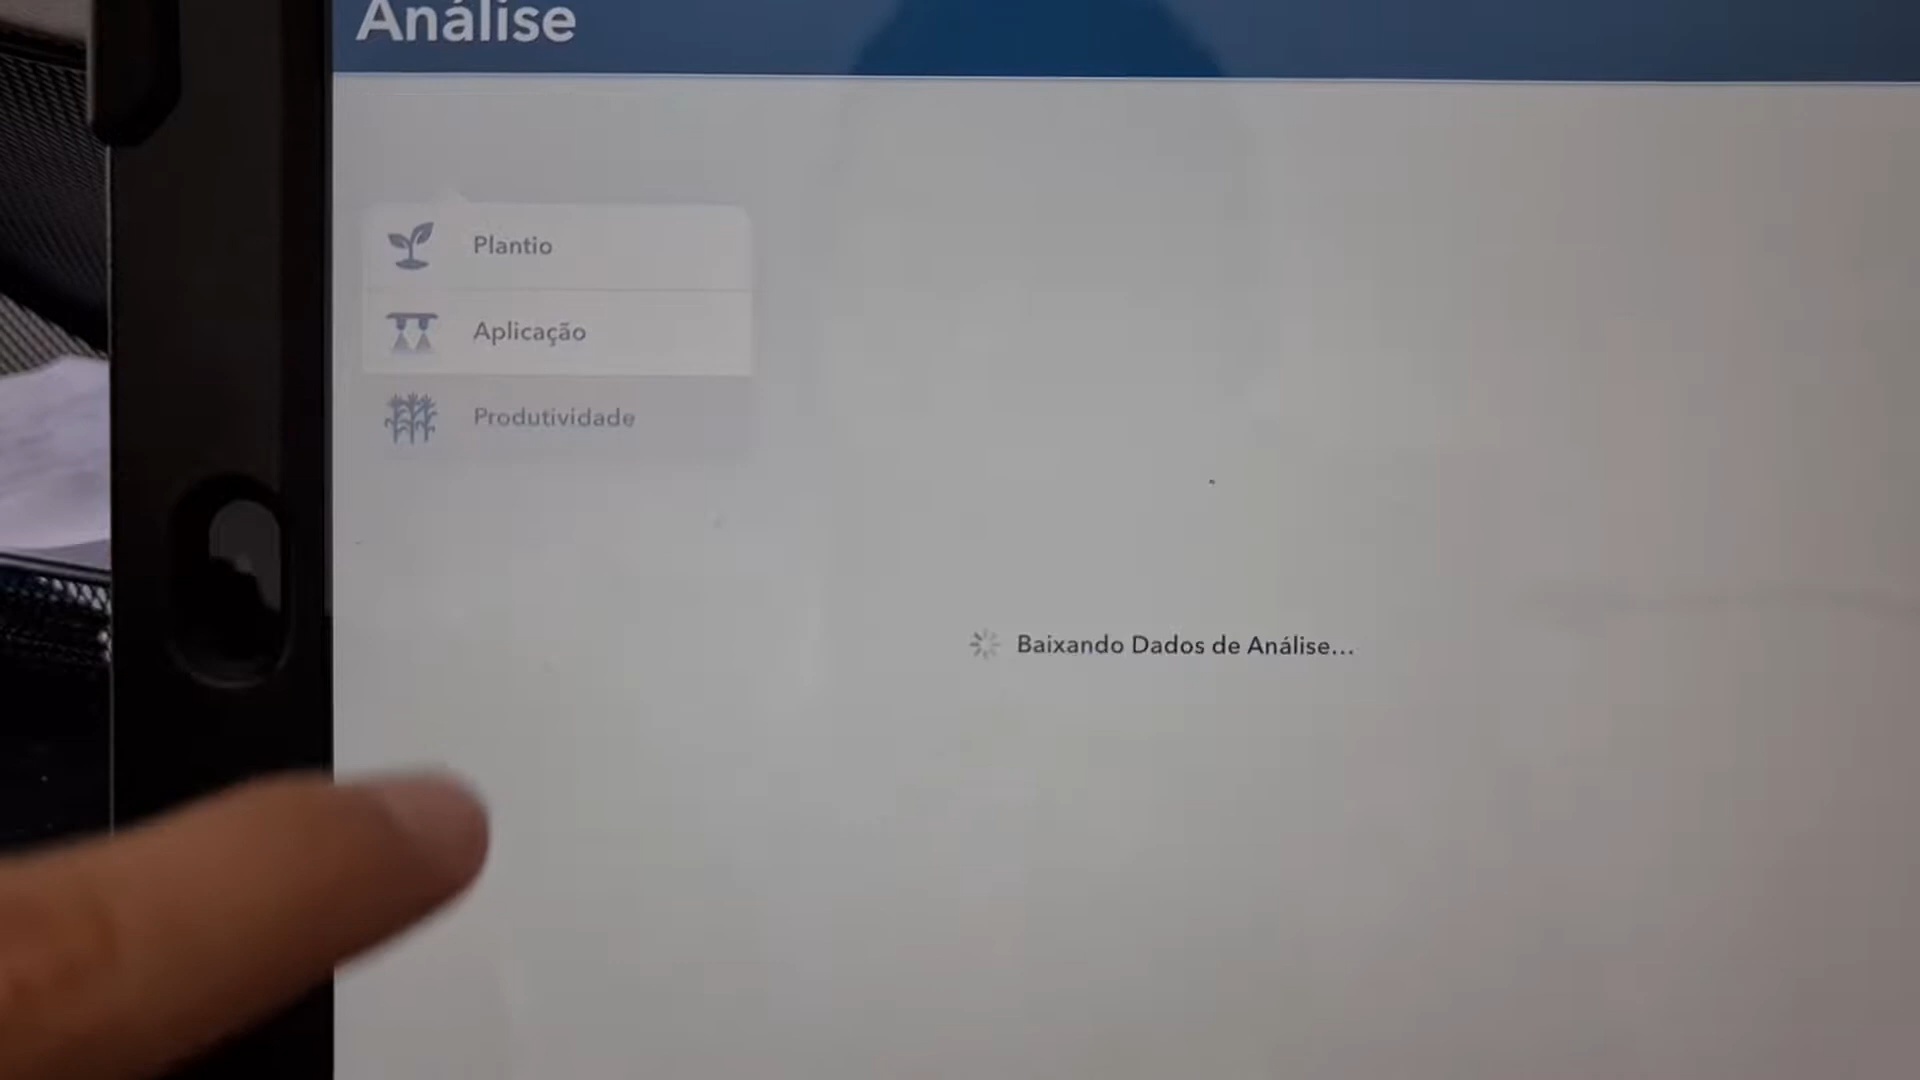 Análise
Plantio
Aplicação
Produtividade
Baixando Dados de Análise...